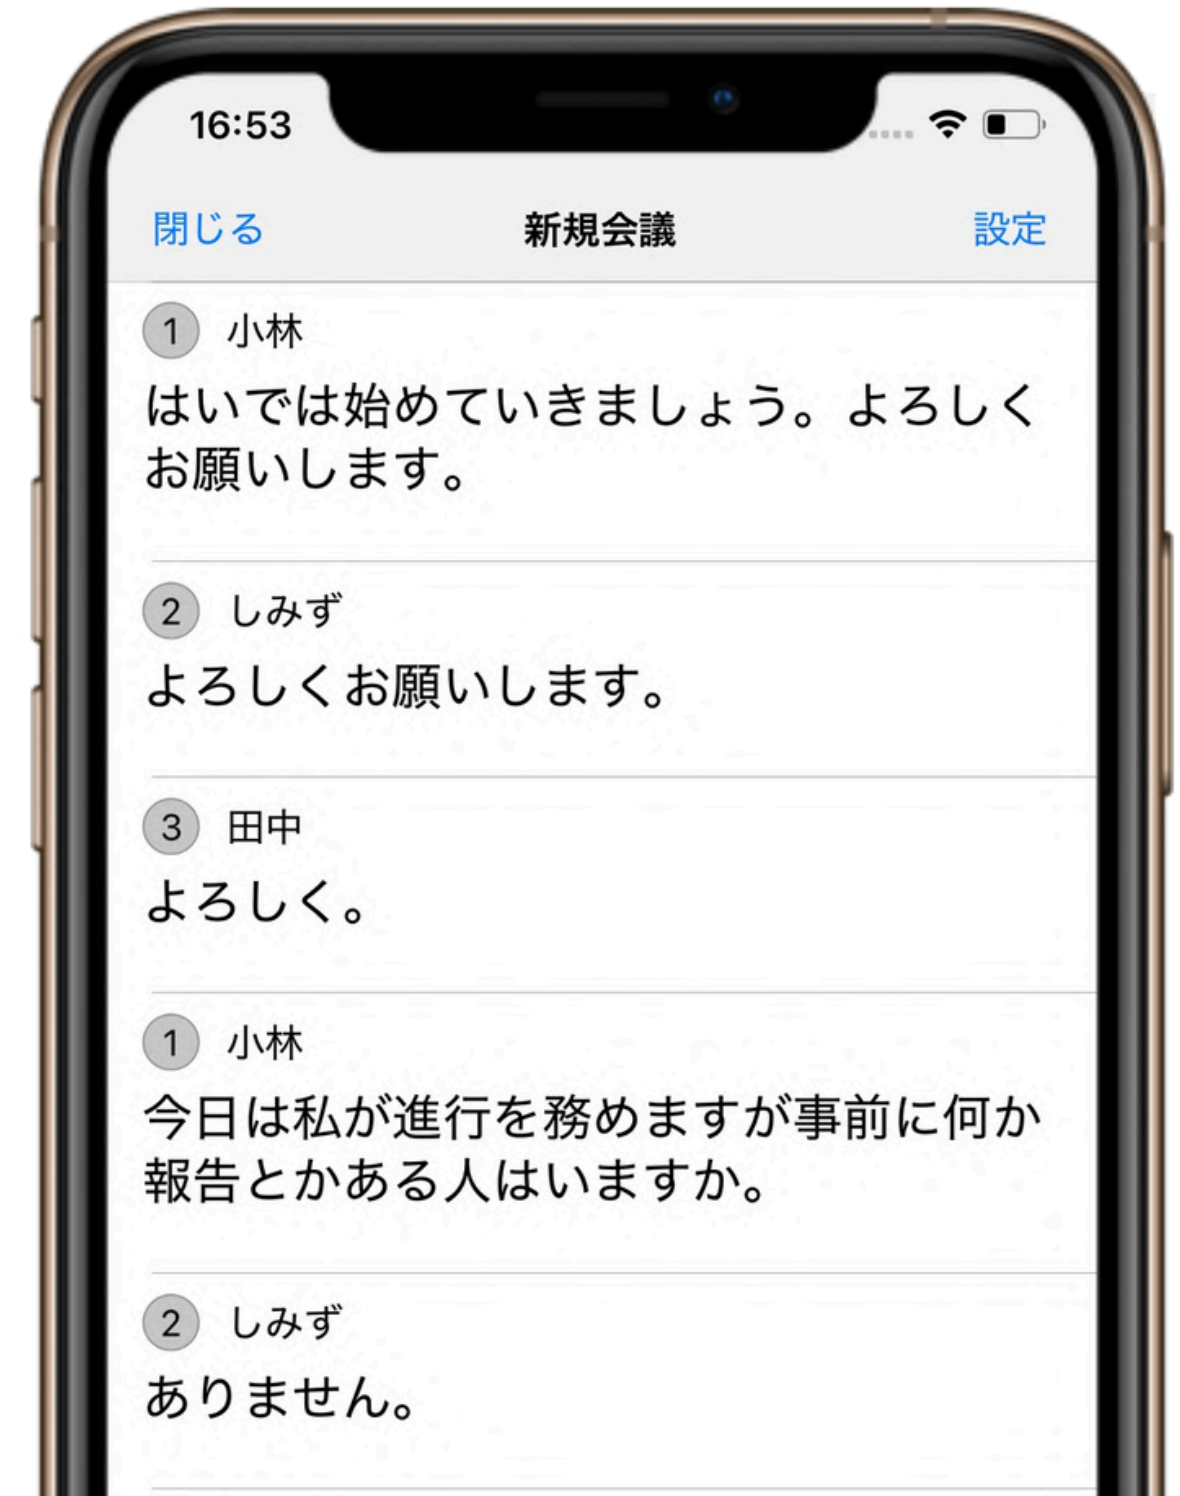 16:53
閉じる 新規会議 設定
1 小林
はいでは始めていきましょう。よろしく
お願いします。
2 しみず
よろしくお願いします。
3 田中
よろしく。
1 小林
今日は私が進行を務めますが事前に何か
報告とかある人はいますか。
2 しみず
ありません。